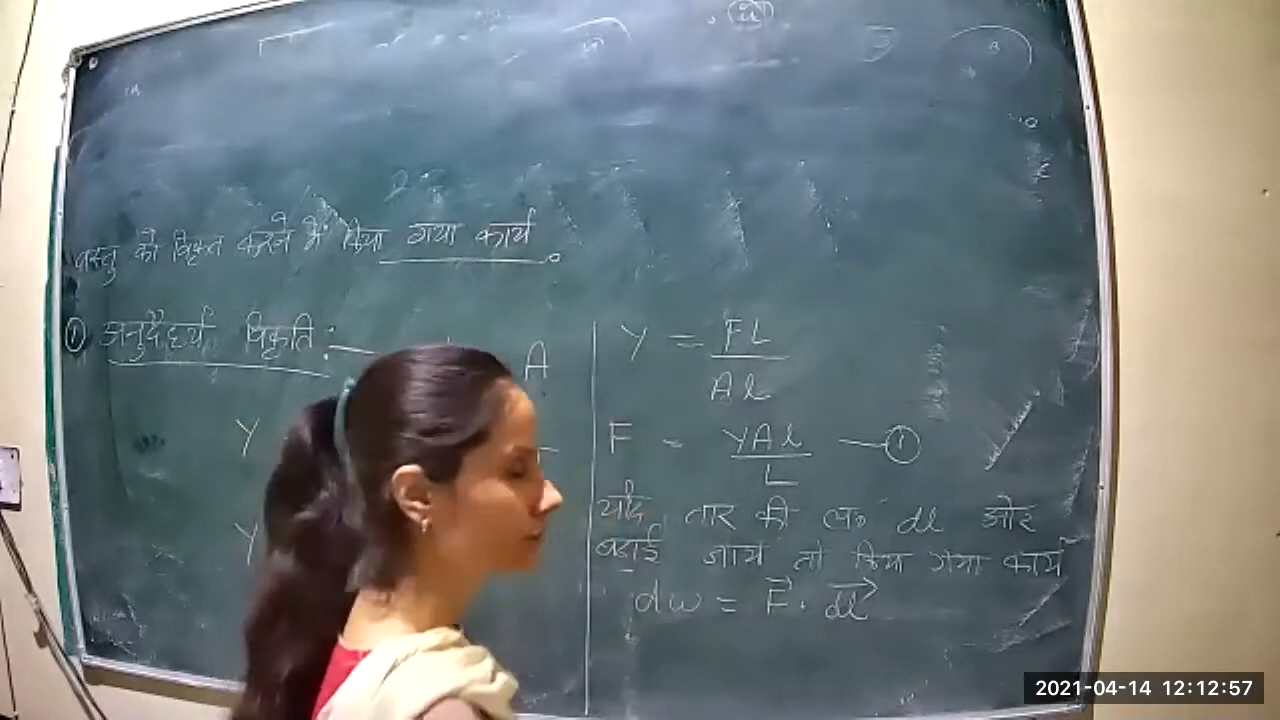 वस्तु को विकृत करने में किया गया कार्य
① अनुदैर्ध्य विकृति :—
A
Y
Y
Y = FL
Al
F = YAl —①
L
यदि तार की ल० dl और
बढ़ाई जाय तो किया गया कार्य
dw = F⃗ . dl⃗
2021-04-14 12:12:57